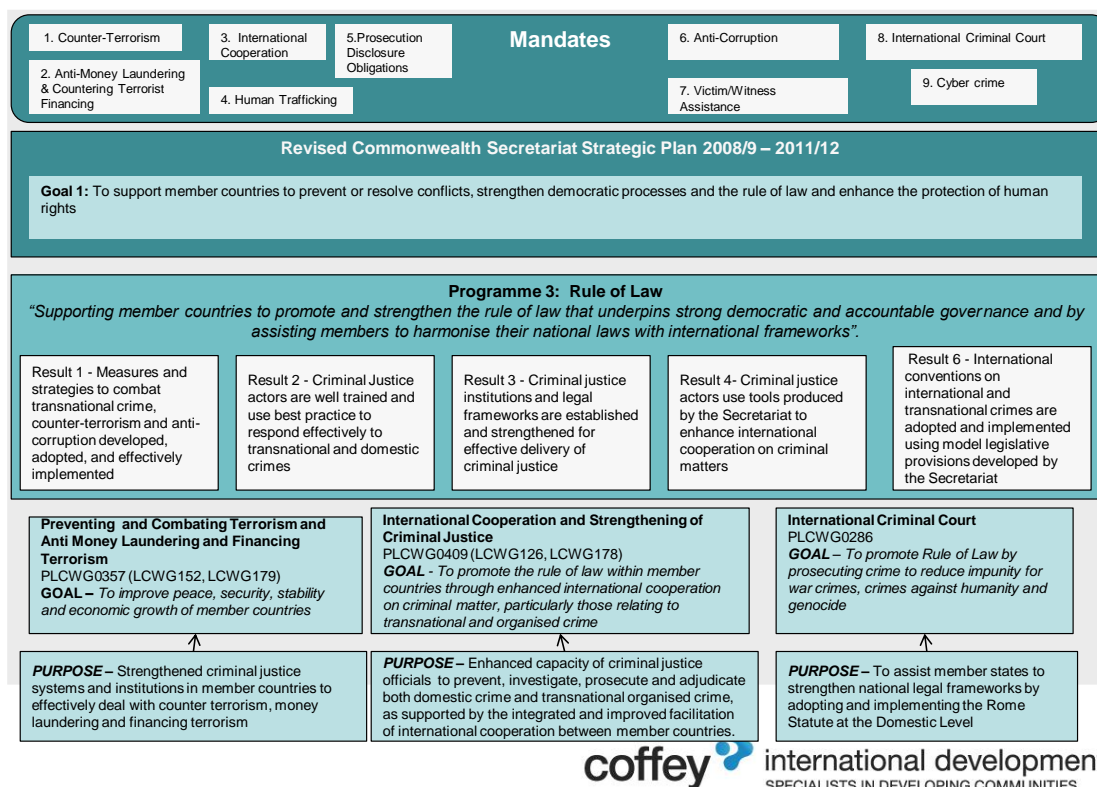 Mandates
1. Counter-Terrorism
2. Anti-Money Laundering
& Countering Terrorist
Financing
3. International
Cooperation
4. Human Trafficking
5.Prosecution
Disclosure
Obligations
6. Anti-Corruption
7. Victim/Witness
Assistance
8. International Criminal Court
9. Cyber crime
Revised Commonwealth Secretariat Strategic Plan 2008/9 – 2011/12
Goal 1: To support member countries to prevent or resolve conflicts, strengthen democratic processes and the rule of law and enhance the protection of human
rights
Programme 3: Rule of Law
“Supporting member countries to promote and strengthen the rule of law that underpins strong democratic and accountable governance and by
assisting members to harmonise their national laws with international frameworks”.
Result 1 - Measures and
strategies to combat
transnational crime,
counter-terrorism and anti-
corruption developed,
adopted, and effectively
implemented
Result 2 - Criminal Justice
actors are well trained and
use best practice to
respond effectively to
transnational and domestic
crimes
Result 3 - Criminal justice
institutions and legal
frameworks are established
and strengthened for
effective delivery of
criminal justice
Result 4- Criminal justice
actors use tools produced
by the Secretariat to
enhance international
cooperation on criminal
matters
Result 6 - International
conventions on
international and
transnational crimes are
adopted and implemented
using model legislative
provisions developed by
the Secretariat
Preventing and Combating Terrorism and
Anti Money Laundering and Financing
Terrorism
PLCWG0357 (LCWG152, LCWG179)
GOAL – To improve peace, security, stability
and economic growth of member countries
International Cooperation and Strengthening of
Criminal Justice
PLCWG0409 (LCWG126, LCWG178)
GOAL - To promote the rule of law within member
countries through enhanced international cooperation
on criminal matter, particularly those relating to
transnational and organised crime
International Criminal Court
PLCWG0286
GOAL – To promote Rule of Law by
prosecuting crime to reduce impunity for
war crimes, crimes against humanity and
genocide
PURPOSE – Strengthened criminal justice
systems and institutions in member countries to
effectively deal with counter terrorism, money
laundering and financing terrorism
PURPOSE – Enhanced capacity of criminal justice
officials to prevent, investigate, prosecute and adjudicate
both domestic crime and transnational organised crime,
as supported by the integrated and improved facilitation
of international cooperation between member countries.
PURPOSE – To assist member states to
strengthen national legal frameworks by
adopting and implementing the Rome
Statute at the Domestic Level
coffey international developmen
SPECIALISTS IN DEVELOPING COMMUNITIES